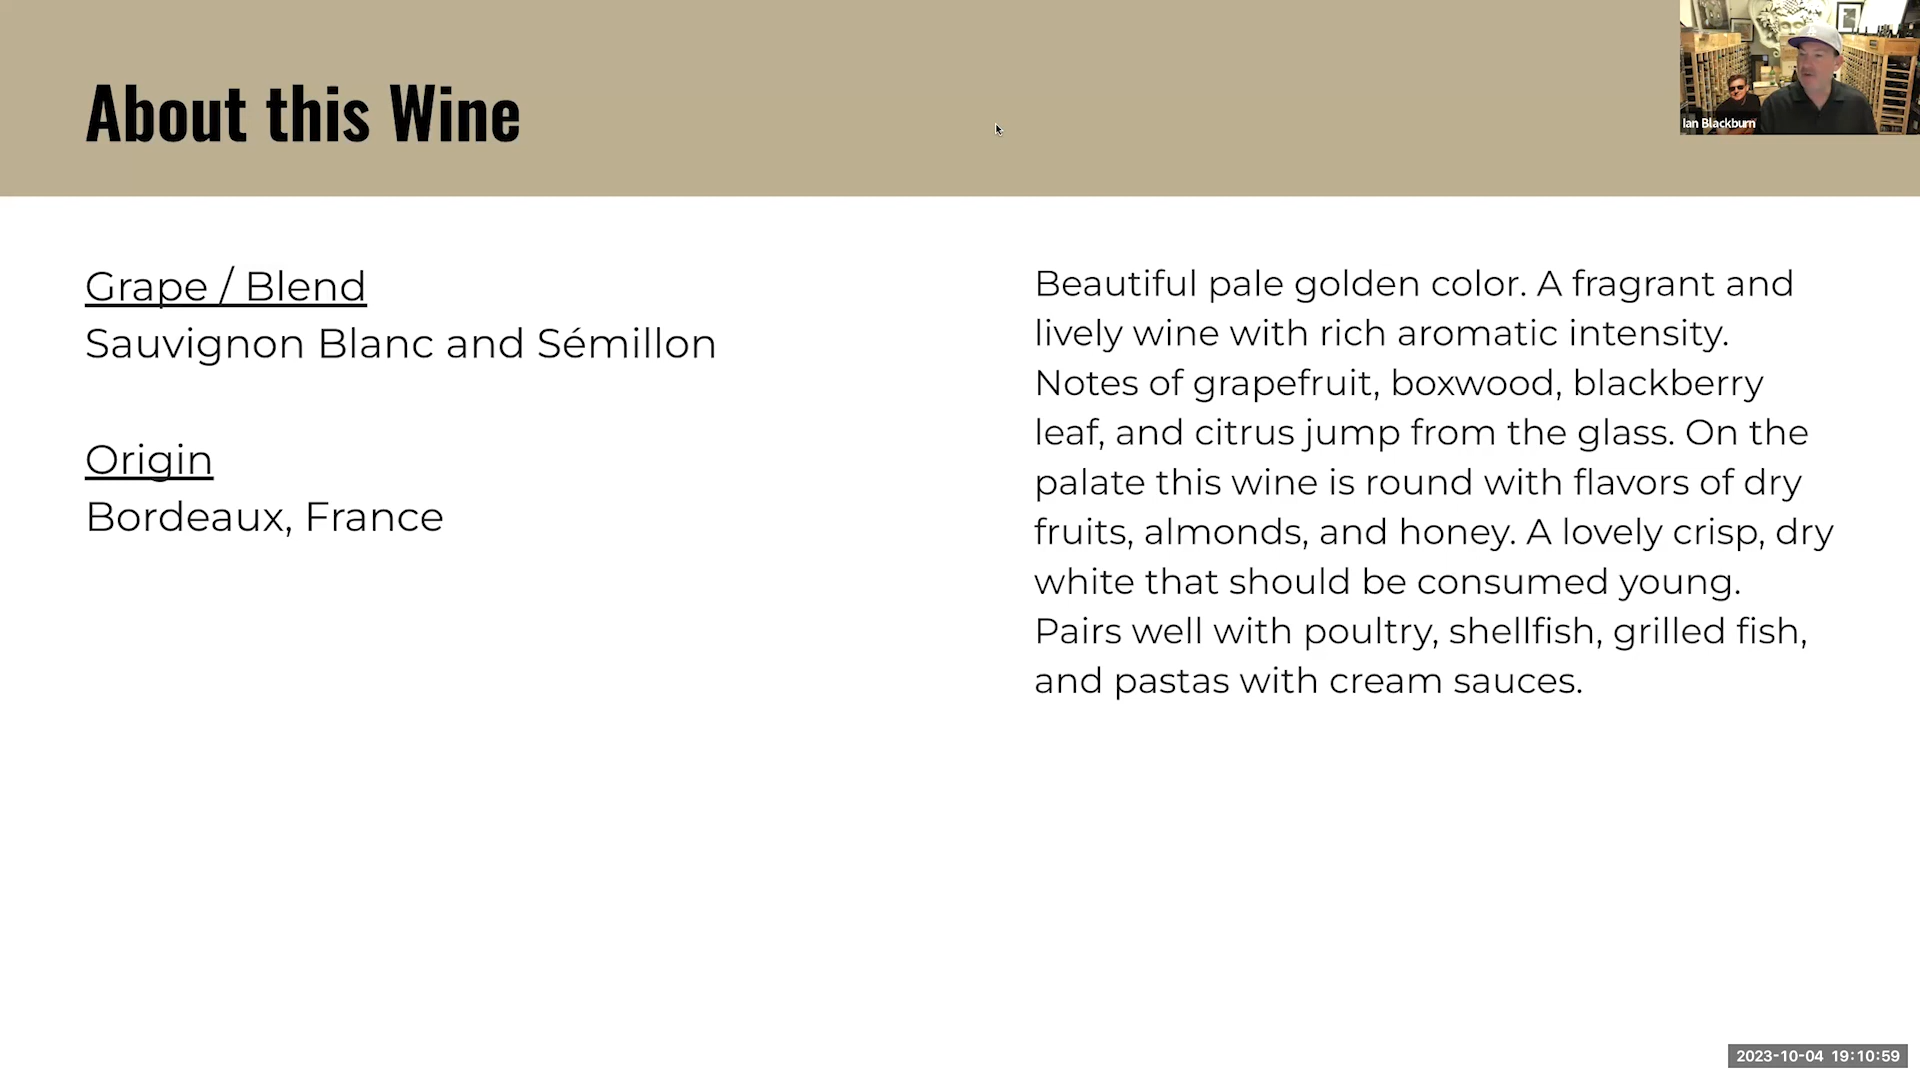 About this Wine
Ian Blackburn
Grape / Blend
Sauvignon Blanc and Sémillon
Origin
Bordeaux, France
Beautiful pale golden color. A fragrant and
lively wine with rich aromatic intensity.
Notes of grapefruit, boxwood, blackberry
leaf, and citrus jump from the glass. On the
palate this wine is round with flavors of dry
fruits, almonds, and honey. A lovely crisp, dry
white that should be consumed young.
Pairs well with poultry, shellfish, grilled fish,
and pastas with cream sauces.
2023-10-04 19:10:59